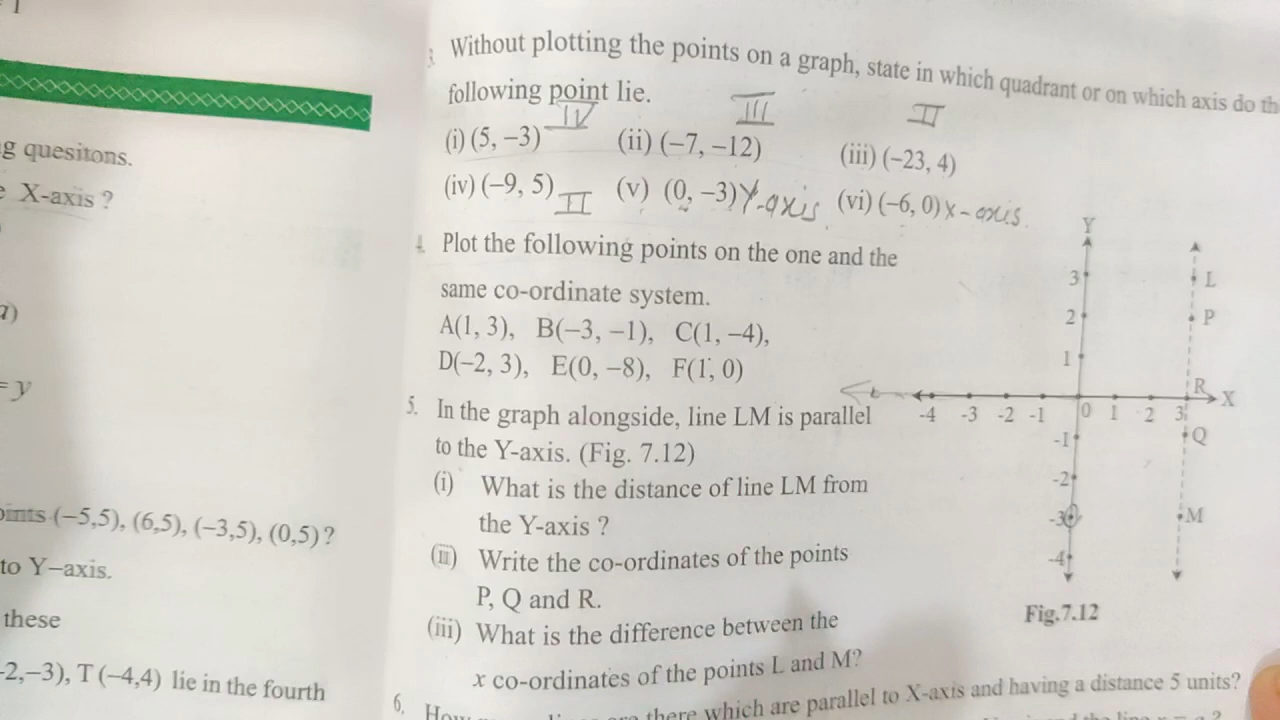 1
g quesitons.
X-axis ?
a)
= y
(−5,5), (6,5), (−3,5), (0,5) ?
to Y–axis.
these
-2,−3), T (−4,4) lie in the fourth
3. Without plotting the points on a graph, state in which quadrant or on which axis do
following point lie.
IV III II
(i) (5, −3) (ii) (−7, −12) (iii) (−23, 4)
(iv) (−9, 5) II (v) (0, −3) Y-axis (vi) (−6, 0) x-axis
4. Plot the following points on the one and the
same co-ordinate system.
A(1, 3), B(−3, −1), C(1, −4),
D(−2, 3), E(0, −8), F(1, 0)
5. In the graph alongside, line LM is parallel
to the Y-axis. (Fig. 7.12)
(i) What is the distance of line LM from
the Y-axis ?
(ii) Write the co-ordinates of the points
P, Q and R.
(iii) What is the difference between the
x co-ordinates of the points L and M?
6. there which are parallel to X-axis and having a distance 5 units?
Y
3 L
2 P
1
R X
-4 -3 -2 -1 0 1 2 3
-1 Q
-2
-3 M
-4
Fig.7.12